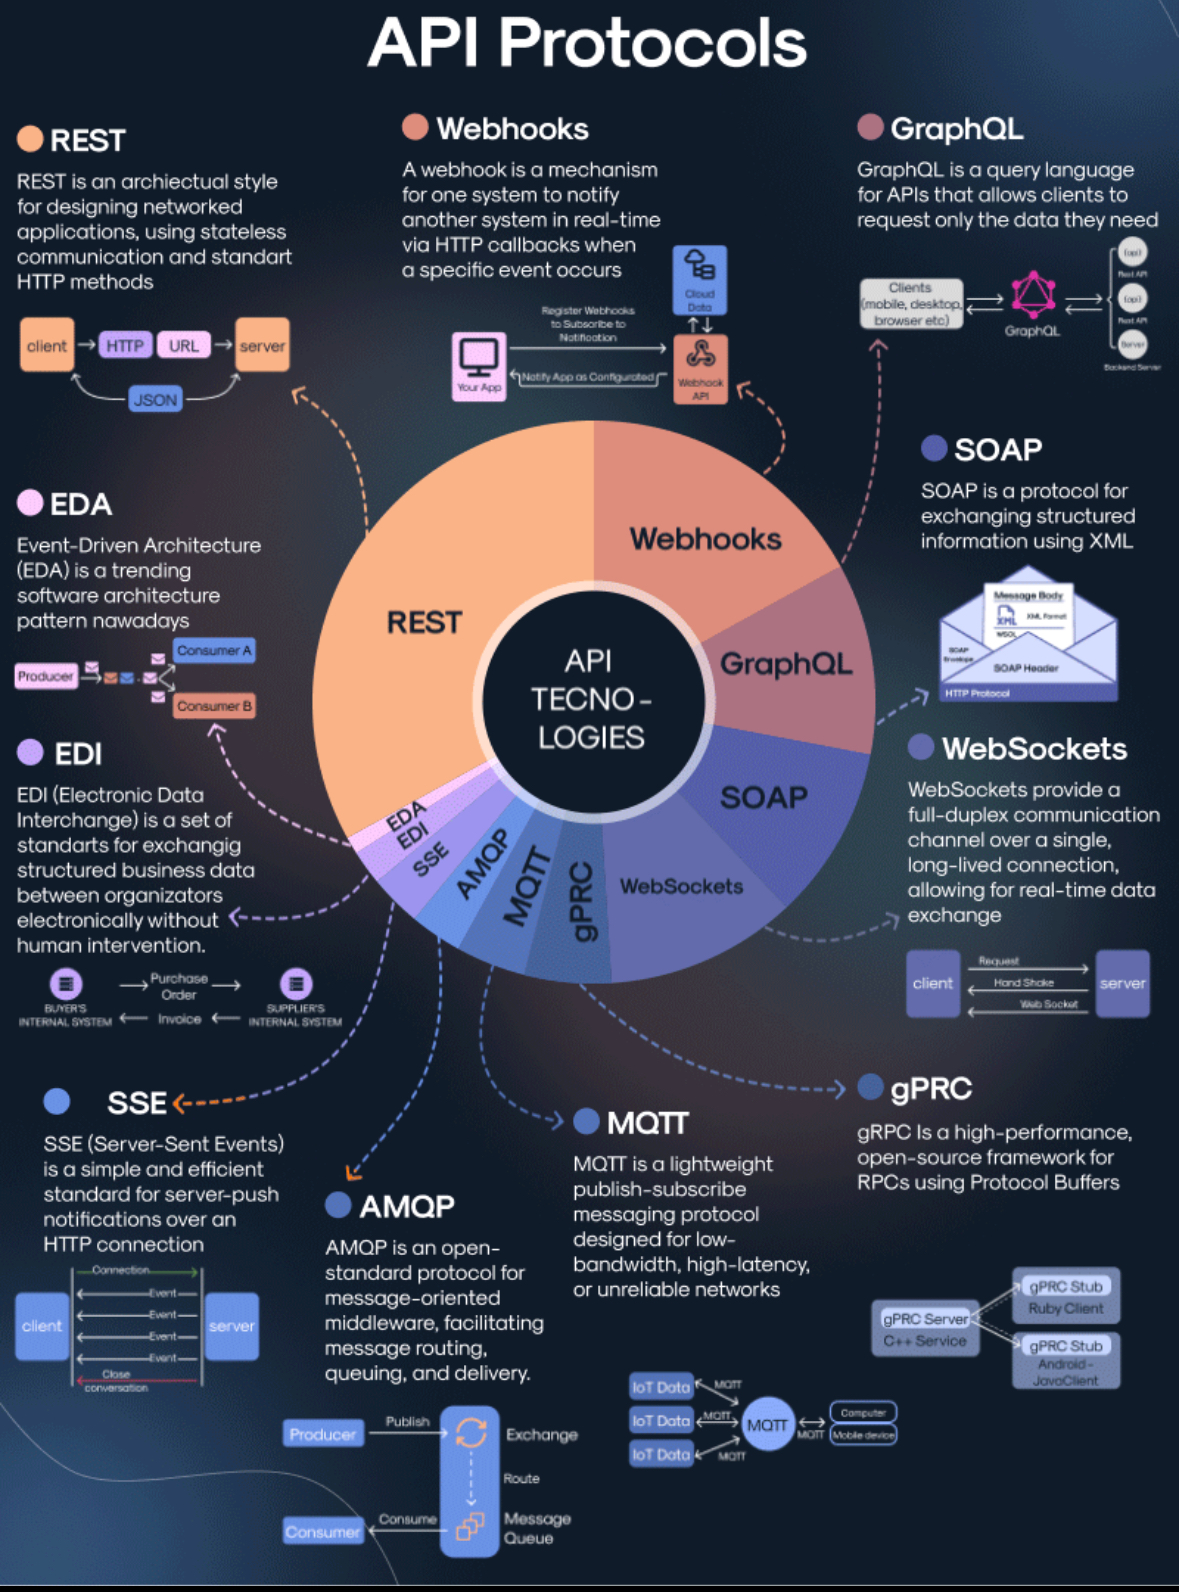 API Protocols
REST
REST is an archiectual style
for designing networked
applications, using stateless
communication and standart
HTTP methods
client
HTTP
URL
server
JSON
Webhooks
A webhook is a mechanism
for one system to notify
another system in real-time
via HTTP callbacks when
a specific event occurs
Cloud
Data
Register Webhooks
to Subscribe to
Notification
Your App
Notify App as Configurated
Webhook
API
GraphQL
GraphQL is a query language
for APIs that allows clients to
request only the data they need
Clients
(mobile, desktop,
browser etc)
GraphQL
(api)
Rest API
(api)
Rest API
Server
Backend Server
EDA
Event-Driven Architecture
(EDA) is a trending
software architecture
pattern nawadays
Producer
Consumer A
Consumer B
SOAP
SOAP is a protocol for
exchanging structured
information using XML
Message Body
XML
XML Format
WSDL
SOAP
Envelope
SOAP Header
HTTP Protocol
REST
Webhooks
GraphQL
SOAP
WebSockets
gPRC
MQTT
AMQP
SSE
EDI
EDA
API
TECNO-
LOGIES
EDI
EDI (Electronic Data
Interchange) is a set of
standarts for exchangig
structured business data
between organizators
electronically without
human intervention.
BUYER'S
INTERNAL SYSTEM
Purchase
Order
Invoice
SUPPLIER'S
INTERNAL SYSTEM
WebSockets
WebSockets provide a
full-duplex communication
channel over a single,
long-lived connection,
allowing for real-time data
exchange
client
Request
Hand Shake
Web Socket
server
SSE
SSE (Server-Sent Events)
is a simple and efficient
standard for server-push
notifications over an
HTTP connection
client
Connection
Event
Event
Event
Event
Close
conversation
server
AMQP
AMQP is an open-
standard protocol for
message-oriented
middleware, facilitating
message routing,
queuing, and delivery.
Producer
Publish
Exchange
Route
Consumer
Consume
Message
Queue
MQTT
MQTT is a lightweight
publish-subscribe
messaging protocol
designed for low-
bandwidth, high-latency,
or unreliable networks
IoT Data
IoT Data
IoT Data
MQTT
MQTT
MQTT
MQTT
MQTT
Computer
Mobile device
gPRC
gRPC Is a high-performance,
open-source framework for
RPCs using Protocol Buffers
gPRC Server
C++ Service
gPRC Stub
Ruby Client
gPRC Stub
Android-
JavaClient